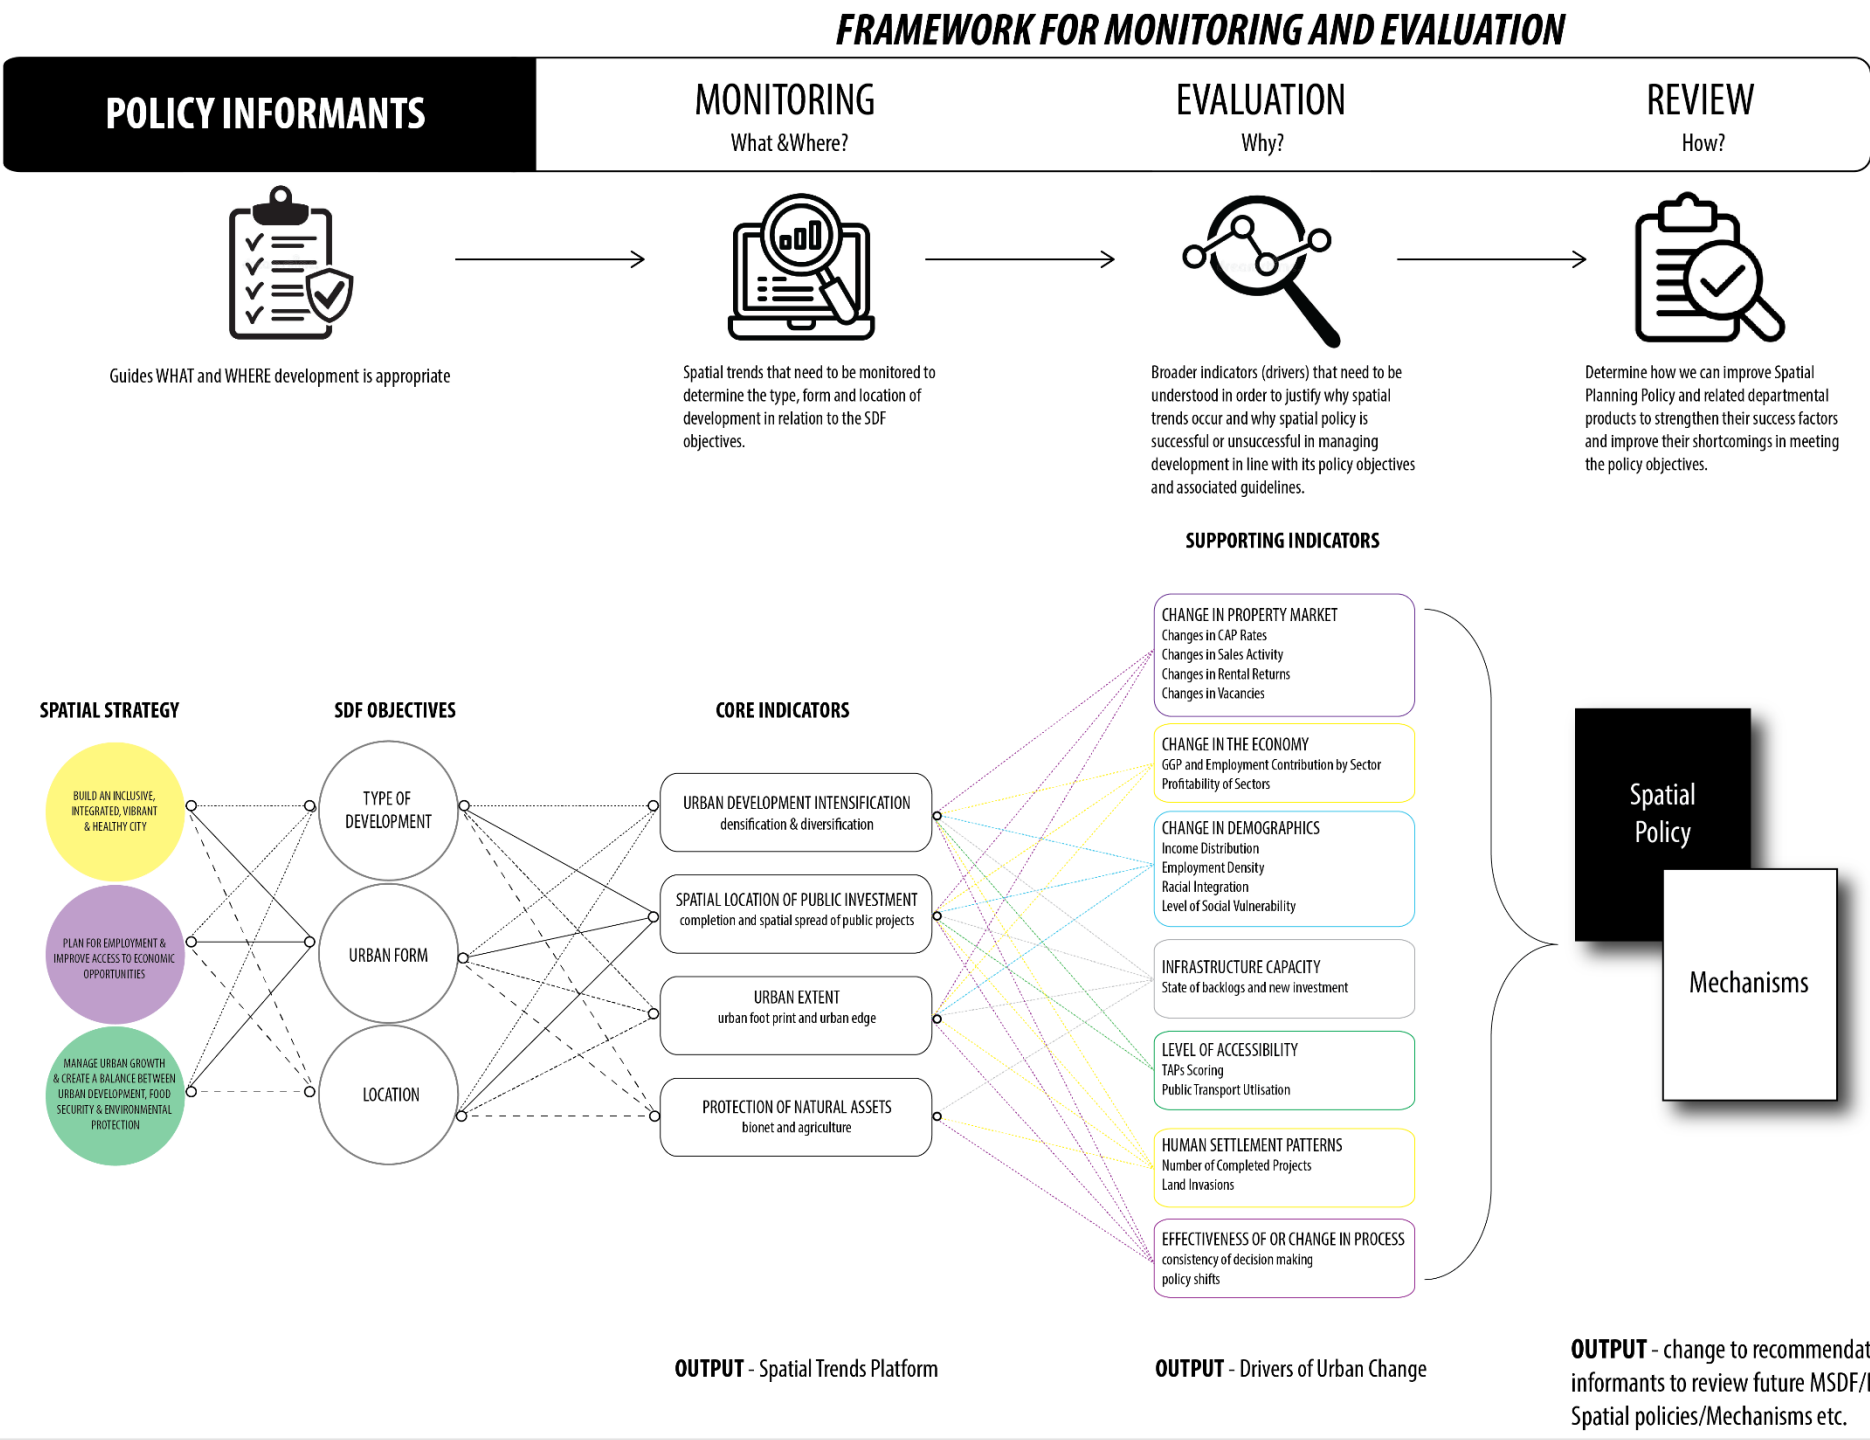 FRAMEWORK FOR MONITORING AND EVALUATION
POLICY INFORMANTS
MONITORING
What &Where?
EVALUATION
Why?
REVIEW
How?
Guides WHAT and WHERE development is appropriate
Spatial trends that need to be monitored to
determine the type, form and location of
development in relation to the SDF
objectives.
Broader indicators (drivers) that need to be
understood in order to justify why spatial
trends occur and why spatial policy is
successful or unsuccessful in managing
development in line with its policy objectives
and associated guidelines.
Determine how we can improve Spatial
Planning Policy and related departmental
products to strengthen their success factors
and improve their shortcomings in meeting
the policy objectives.
SPATIAL STRATEGY
BUILD AN INCLUSIVE,
INTEGRATED, VIBRANT
& HEALTHY CITY
PLAN FOR EMPLOYMENT &
IMPROVE ACCESS TO ECONOMIC
OPPORTUNITIES
MANAGE URBAN GROWTH
& CREATE A BALANCE BETWEEN
URBAN DEVELOPMENT, FOOD
SECURITY & ENVIRONMENTAL
PROTECTION
SDF OBJECTIVES
TYPE OF
DEVELOPMENT
URBAN FORM
LOCATION
CORE INDICATORS
URBAN DEVELOPMENT INTENSIFICATION
densification & diversification
SPATIAL LOCATION OF PUBLIC INVESTMENT
completion and spatial spread of public projects
URBAN EXTENT
urban foot print and urban edge
PROTECTION OF NATURAL ASSETS
bionet and agriculture
SUPPORTING INDICATORS
CHANGE IN PROPERTY MARKET
Changes in CAP Rates
Changes in Sales Activity
Changes in Rental Returns
Changes in Vacancies
CHANGE IN THE ECONOMY
GGP and Employment Contribution by Sector
Profitability of Sectors
CHANGE IN DEMOGRAPHICS
Income Distribution
Employment Density
Racial Integration
Level of Social Vulnerability
INFRASTRUCTURE CAPACITY
State of backlogs and new investment
LEVEL OF ACCESSIBILITY
TAPs Scoring
Public Transport Utlisation
HUMAN SETTLEMENT PATTERNS
Number of Completed Projects
Land Invasions
EFFECTIVENESS OF OR CHANGE IN PROCESS
consistency of decision making
policy shifts
Spatial
Policy
Mechanisms
OUTPUT - Spatial Trends Platform
OUTPUT - Drivers of Urban Change
OUTPUT - change to
informants to review future
Spatial policies/Mechanisms etc.